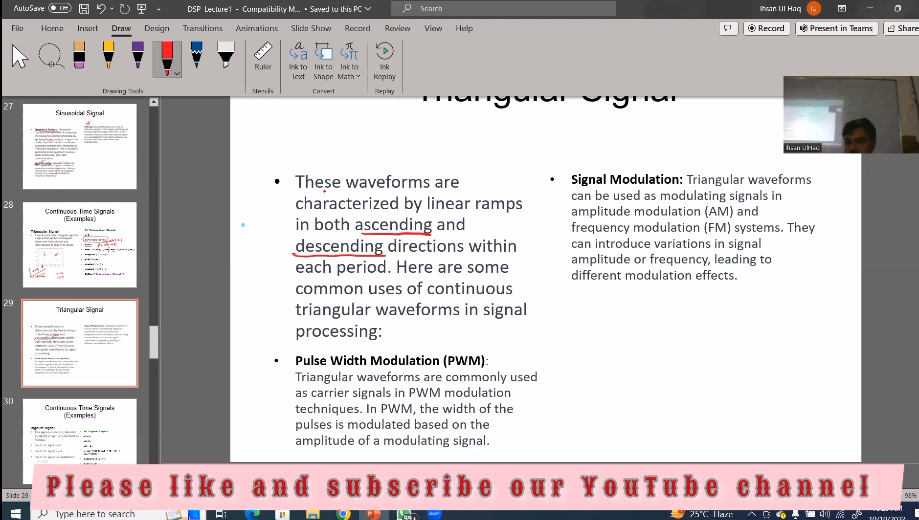 AutoSave Off DSP_Lecture1 - Compatibility M... • Saved to this PC Search Ihsan Ul Haq IU
File Home Insert Draw Design Transitions Animations Slide Show Record Review View Help Record Present in Teams Share
Ruler Ink to Text Ink to Shape Ink to Math Ink Replay
Drawing Tools Stencils Convert Replay
27
Sinusoidal Signal
28
Continuous Time Signals
(Examples)
29
Triangular Signal
30
Continuous Time Signals
(Examples)
Triangular Signal
• These waveforms are
characterized by linear ramps
in both ascending and
descending directions within
each period. Here are some
common uses of continuous
triangular waveforms in signal
processing:
• Pulse Width Modulation (PWM):
Triangular waveforms are commonly used
as carrier signals in PWM modulation
techniques. In PWM, the width of the
pulses is modulated based on the
amplitude of a modulating signal.
• Signal Modulation: Triangular waveforms
can be used as modulating signals in
amplitude modulation (AM) and
frequency modulation (FM) systems. They
can introduce variations in signal
amplitude or frequency, leading to
different modulation effects.
Ihsan UlHaq
Please like and subscribe our YouTube channel
Slide 29 98%
Type here to search 99+ zoom 25°C Haze